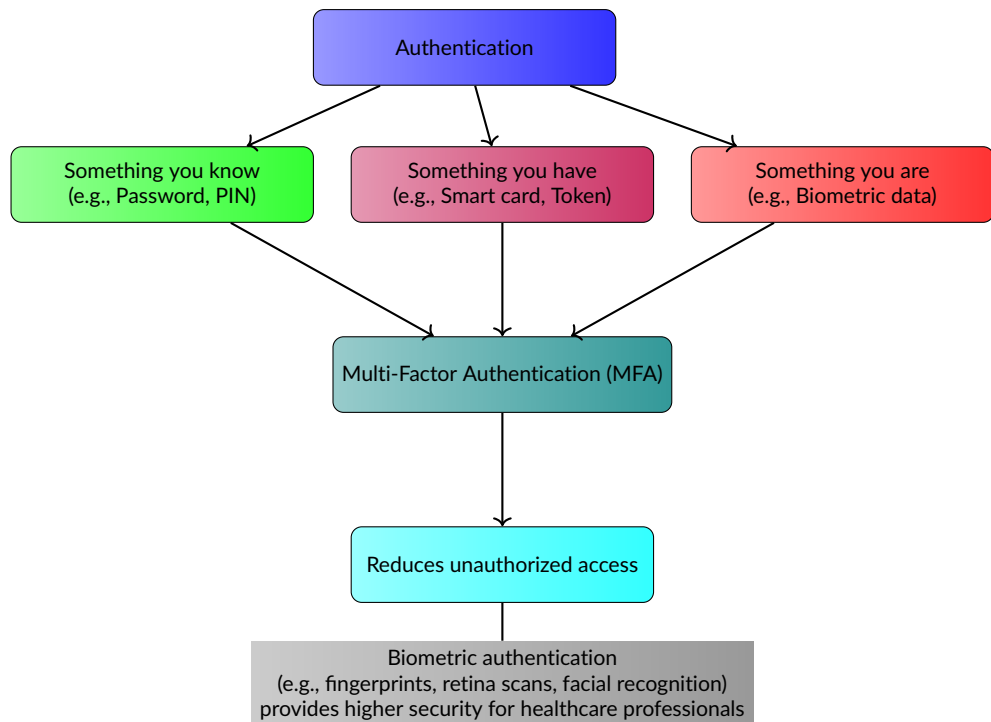 Authentication
Something you know
(e.g., Password, PIN)
Something you have
(e.g., Smart card, Token)
Something you are
(e.g., Biometric data)
Multi-Factor Authentication (MFA)
Reduces unauthorized access
Biometric authentication
(e.g., fingerprints, retina scans, facial recognition)
provides higher security for healthcare professionals